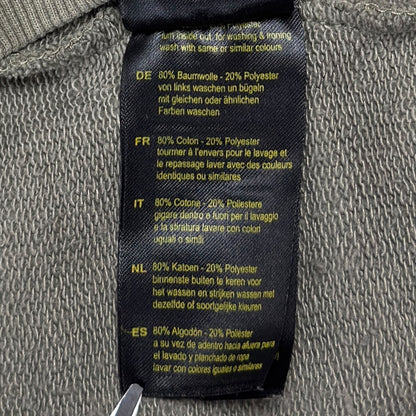 Turn inside out, for washing & ironing
wash with same or similar colours
DE 80% Baumwolle - 20% Polyester
von links waschen un bügeln
mit gleichen oder ähnlichen
Farben waschen
FR 80% Coton - 20% Polyester
tourmer à l'envers pour le lavage et
le repassage laver avec des couleurs
identiques ou similares
IT 80% Cotone - 20% Poliestere
gigare dentro e fuori per il lavaggio
e la stiratura lavare con colori
uguali o simäi
NL 80% Katoen - 20% Polyester
binnenste buiten te keren voor
het wassen en strijken wassen met
dezelfde of soortgelijke kleuren
ES 80% Algodón - 20% Poliéster
a su vez de adentro hacia afuera para
el lavado y planchado de ropa
lavar con colores iguales o similares